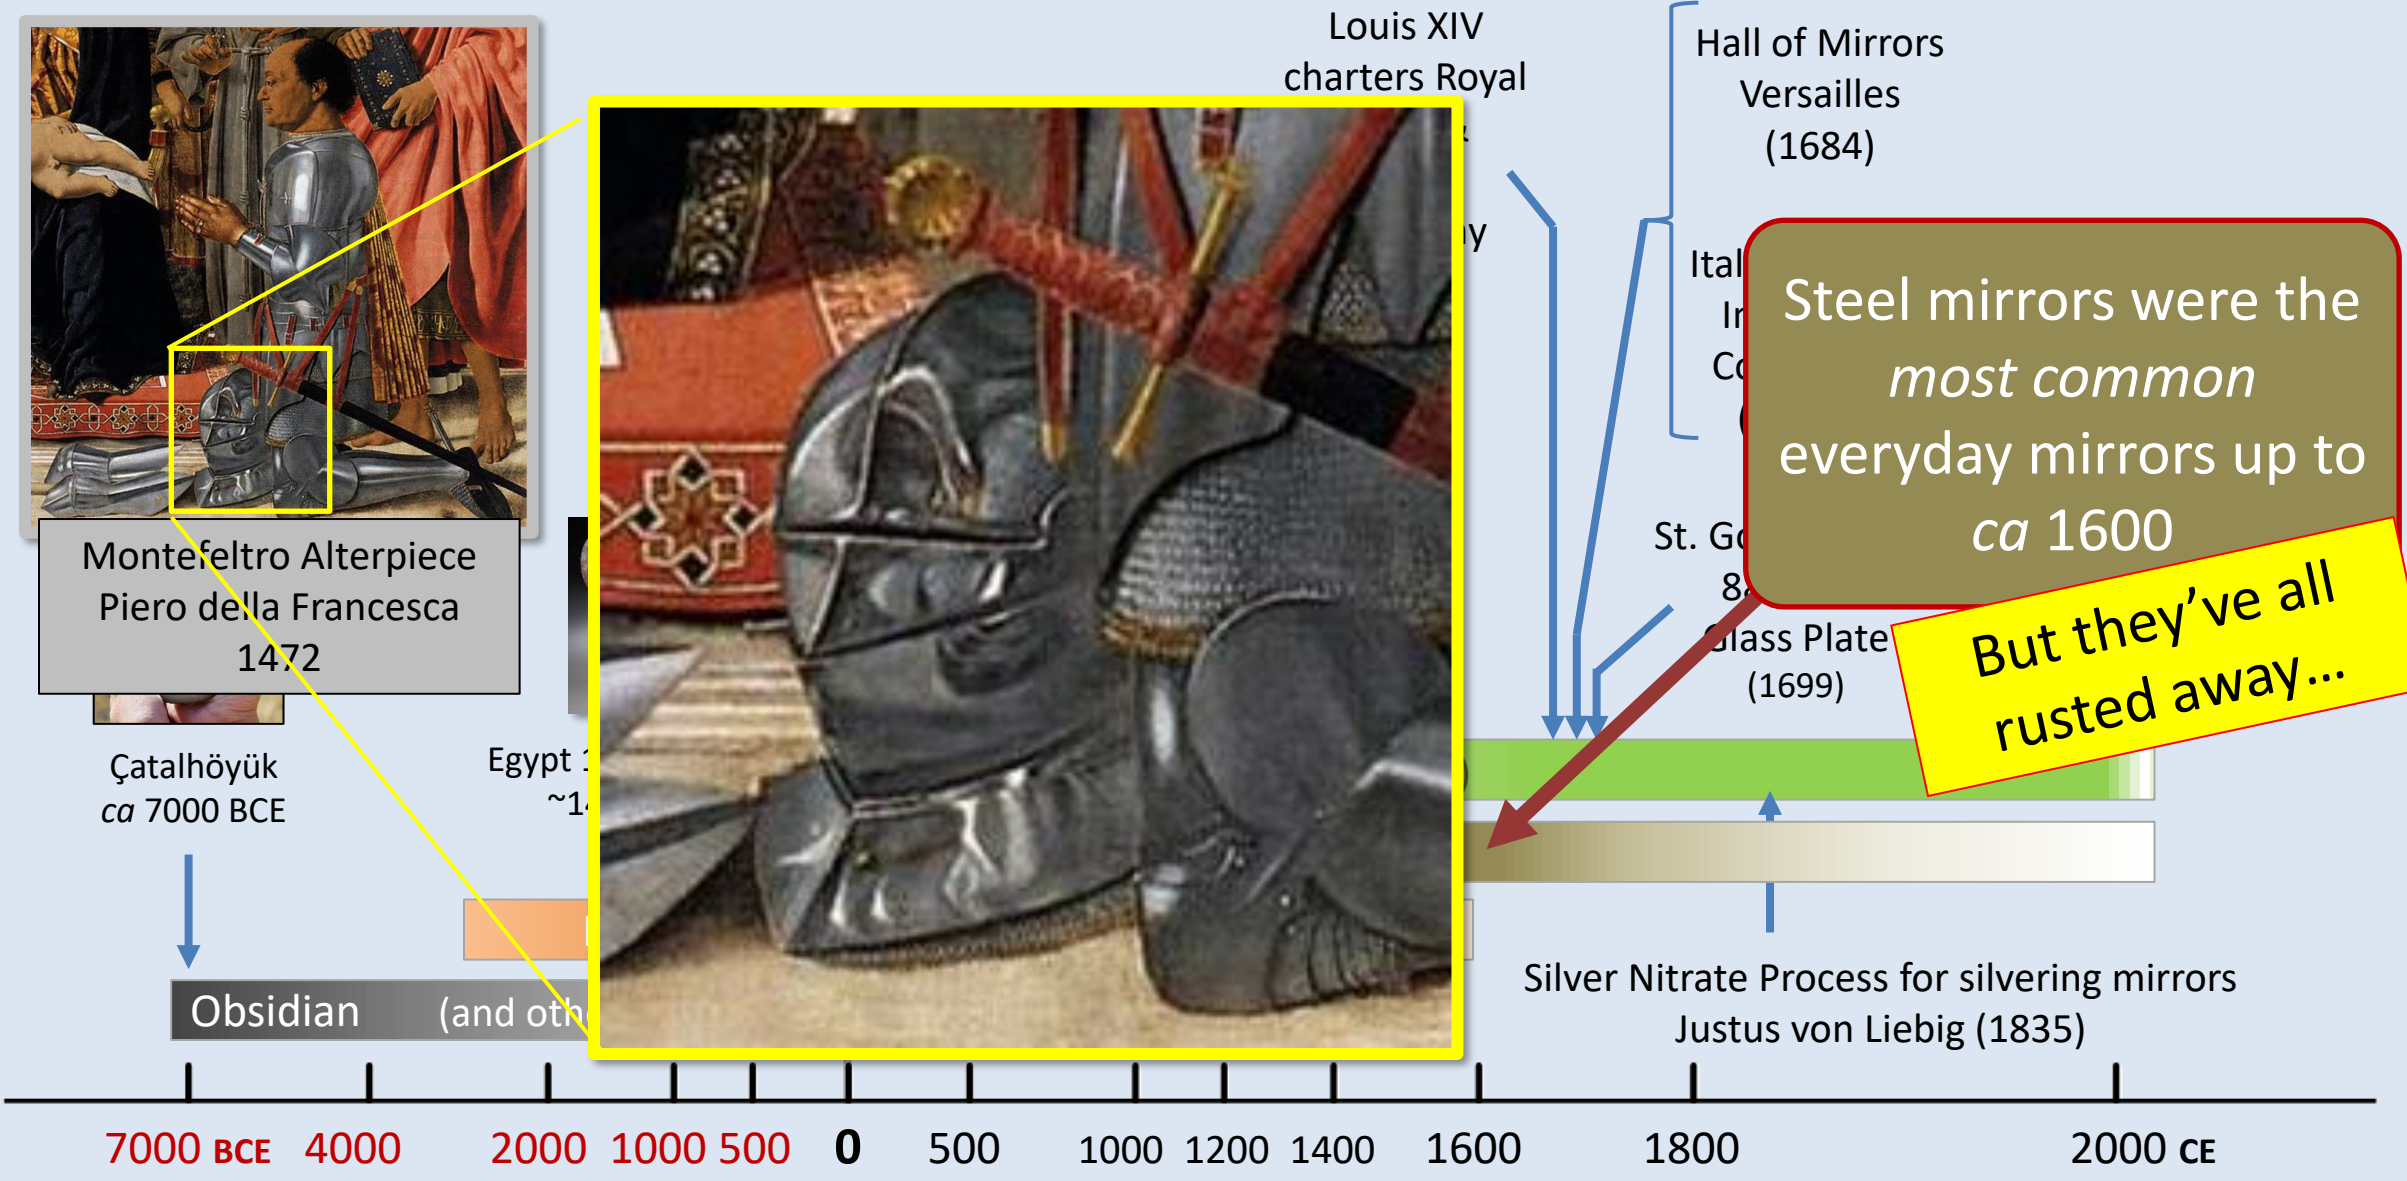 Louis XIV
charters Royal
Hall of Mirrors
Versailles
(1684)
Steel mirrors were the
most common
everyday mirrors up to
ca 1600
But they've all
rusted away...
St.
Glass Plate
(1699)
Montefeltro Alterpiece
Piero della Francesca
1472
Çatalhöyük
ca 7000 BCE
Egypt
Obsidian (and
Silver Nitrate Process for silvering mirrors
Justus von Liebig (1835)
7000 BCE 4000 2000 1000 500 0 500 1000 1200 1400 1600 1800 2000 CE